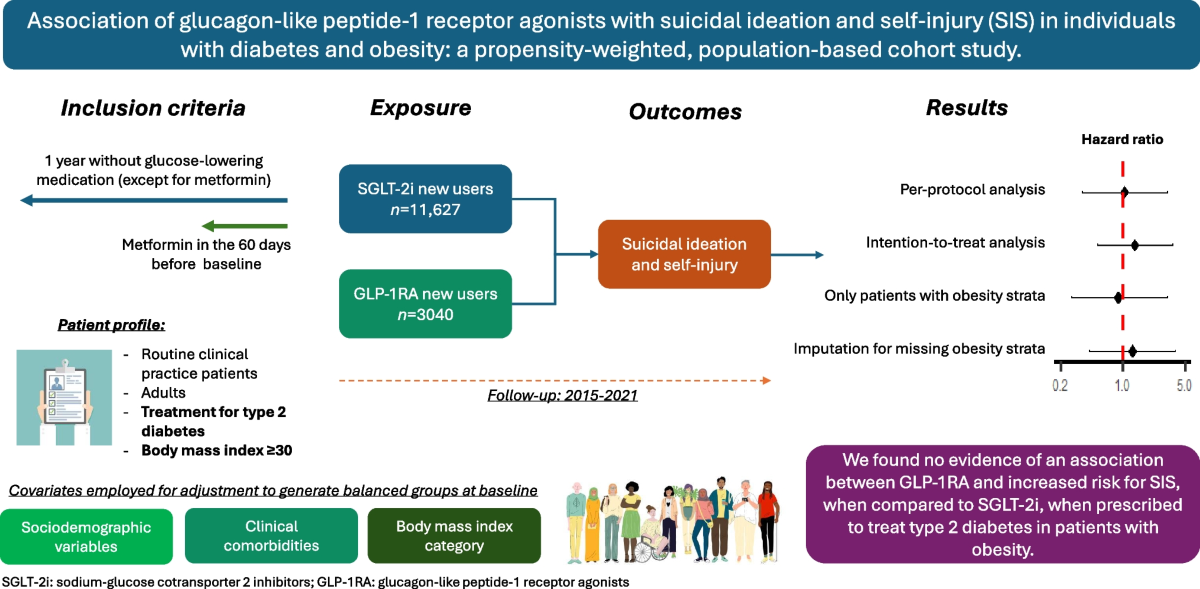 Association of glucagon-like peptide-1 receptor agonists with suicidal ideation and self-injury (SIS) in individuals
with diabetes and obesity: a propensity-weighted, population-based cohort study.
Inclusion criteria
1 year without glucose-lowering
medication (except for metformin)
Metformin in the 60 days
before baseline
Patient profile:
- Routine clinical
practice patients
- Adults
- Treatment for type 2
diabetes
- Body mass index ≥30
Exposure
SGLT-2i new users
n=11,627
GLP-1RA new users
n=3040
Outcomes
Suicidal ideation
and self-injury
Follow-up: 2015-2021
Results
Hazard ratio
Per-protocol analysis
Intention-to-treat analysis
Only patients with obesity strata
Imputation for missing obesity strata
0.2 1.0 5.0
Covariates employed for adjustment to generate balanced groups at baseline
Sociodemographic
variables
Clinical
comorbidities
Body mass index
category
We found no evidence of an association
between GLP-1RA and increased risk for SIS,
when compared to SGLT-2i, when prescribed
to treat type 2 diabetes in patients with
obesity.
SGLT-2i: sodium-glucose cotransporter 2 inhibitors; GLP-1RA: glucagon-like peptide-1 receptor agonists